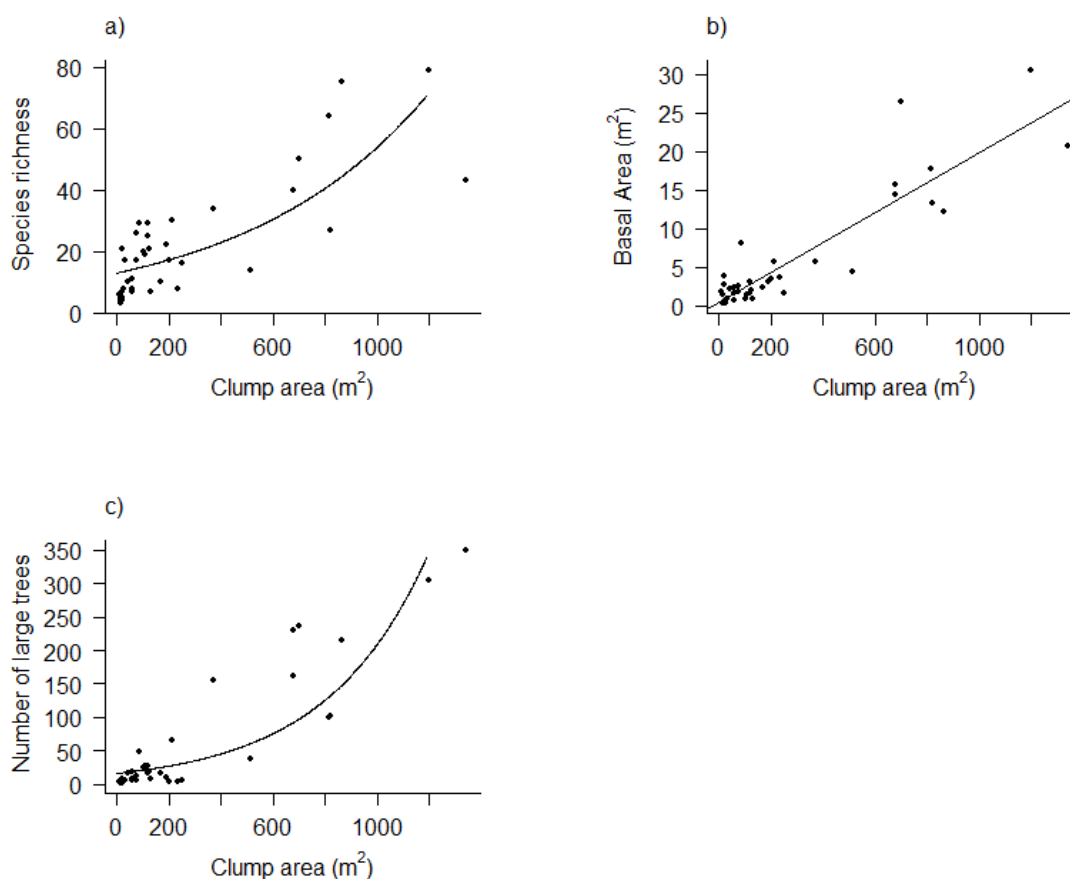 a)
80
60
40
20
0
Species richness
0 200 600 1000
Clump area (m²)
b)
30
25
20
15
10
5
0
Basal Area (m²)
0 200 600 1000
Clump area (m²)
c)
350
300
250
200
150
100
50
0
Number of large trees
0 200 600 1000
Clump area (m²)